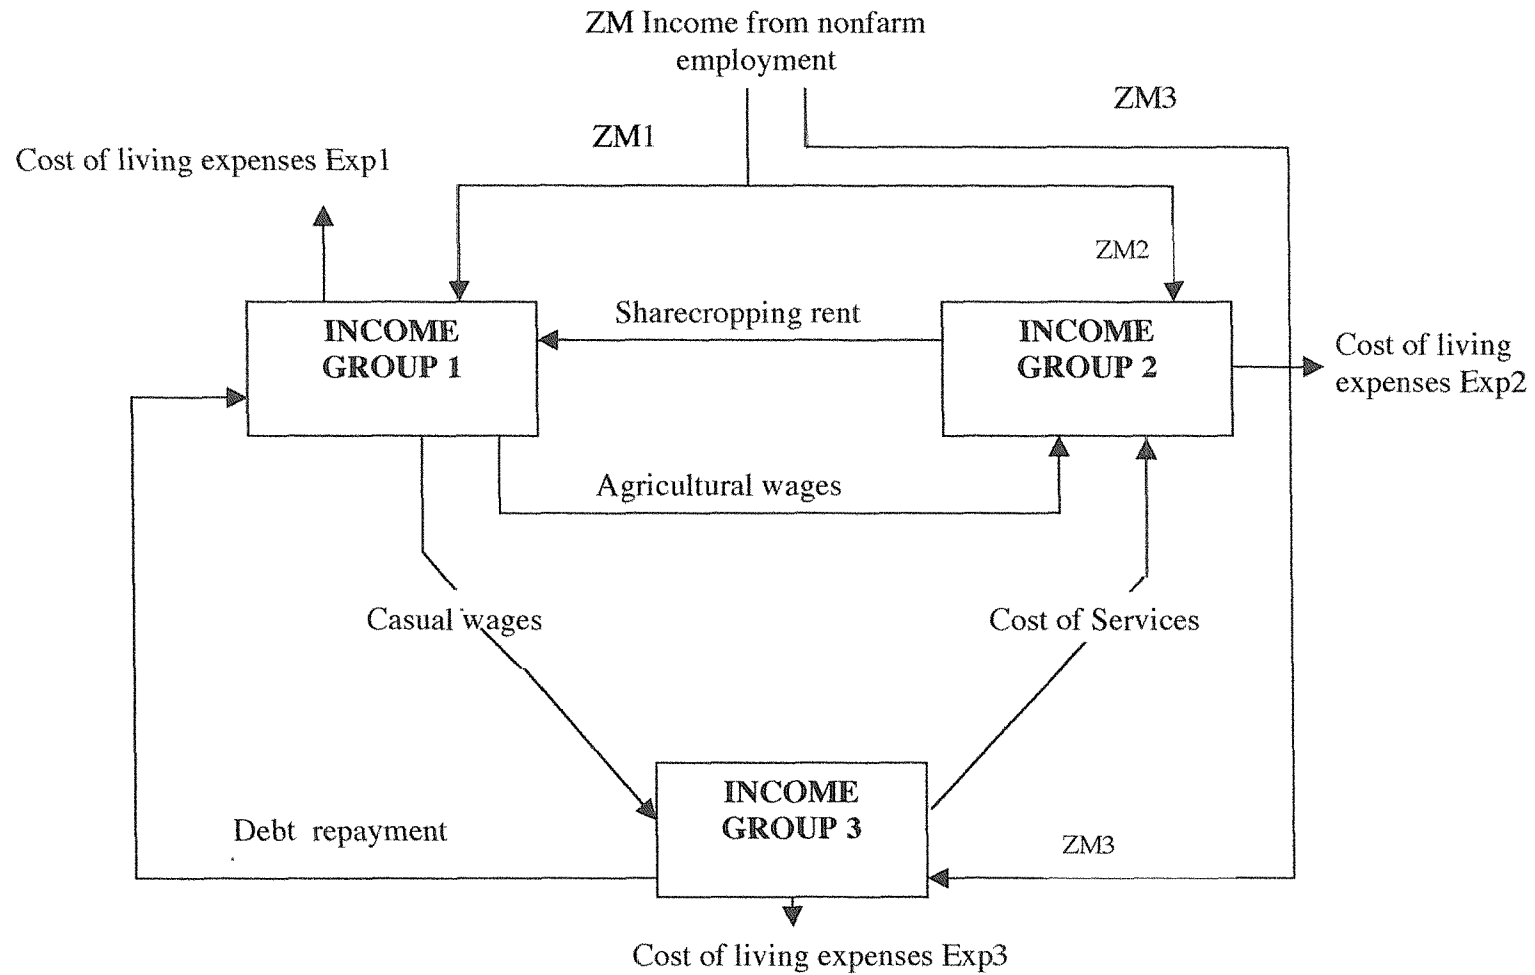 ZM Income from nonfarm
employment
ZM3
ZM1
Cost of living expenses Exp1
ZM2
Sharecropping rent
INCOME
GROUP 1
INCOME
GROUP 2
Cost of living
expenses Exp2
Agricultural wages
Casual wages
Cost of Services
INCOME
GROUP 3
Debt repayment
ZM3
Cost of living expenses Exp3